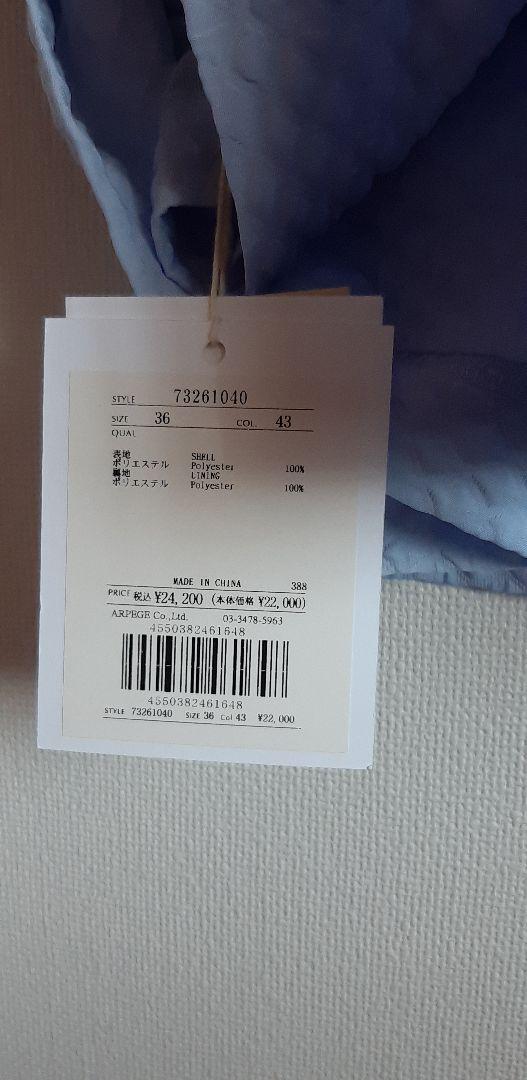 STYLE 73261040
SIZE 36 COL. 43
QUAL
表地 SHELL
ポリエステル Polyester 100%
裏地 LINING
ポリエステル Polyester 100%
MADE IN CHINA 388
PRICE 税込 ¥24,200 (本体価格 ¥22,000)
ARPEGE Co.,Ltd. 03-3478-5963
4550382461648
4550382461648
STYLE 73261040 SIZE 36 Col 43 ¥22,000